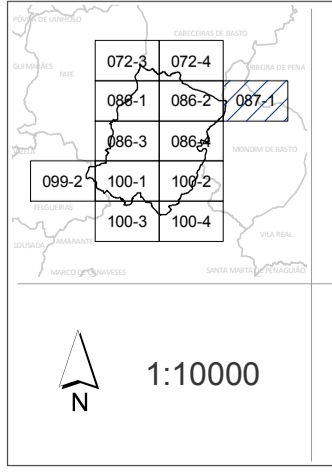 PÓVOA DE LANHOSO
CABECEIRAS DE BASTO
072-3 072-4
GUIMARÃES
FAFE
RIBEIRA DE PENA
086-1 086-2 087-1
086-3 086-4
MONDIM DE BASTO
099-2 100-1 100-2
FELGUEIRAS
100-3 100-4
VILA REAL
LOUSADA
AMARANTE
MARCO DE CANAVESES
SANTA MARTA DE PENAGUIÃO
N
1:10000